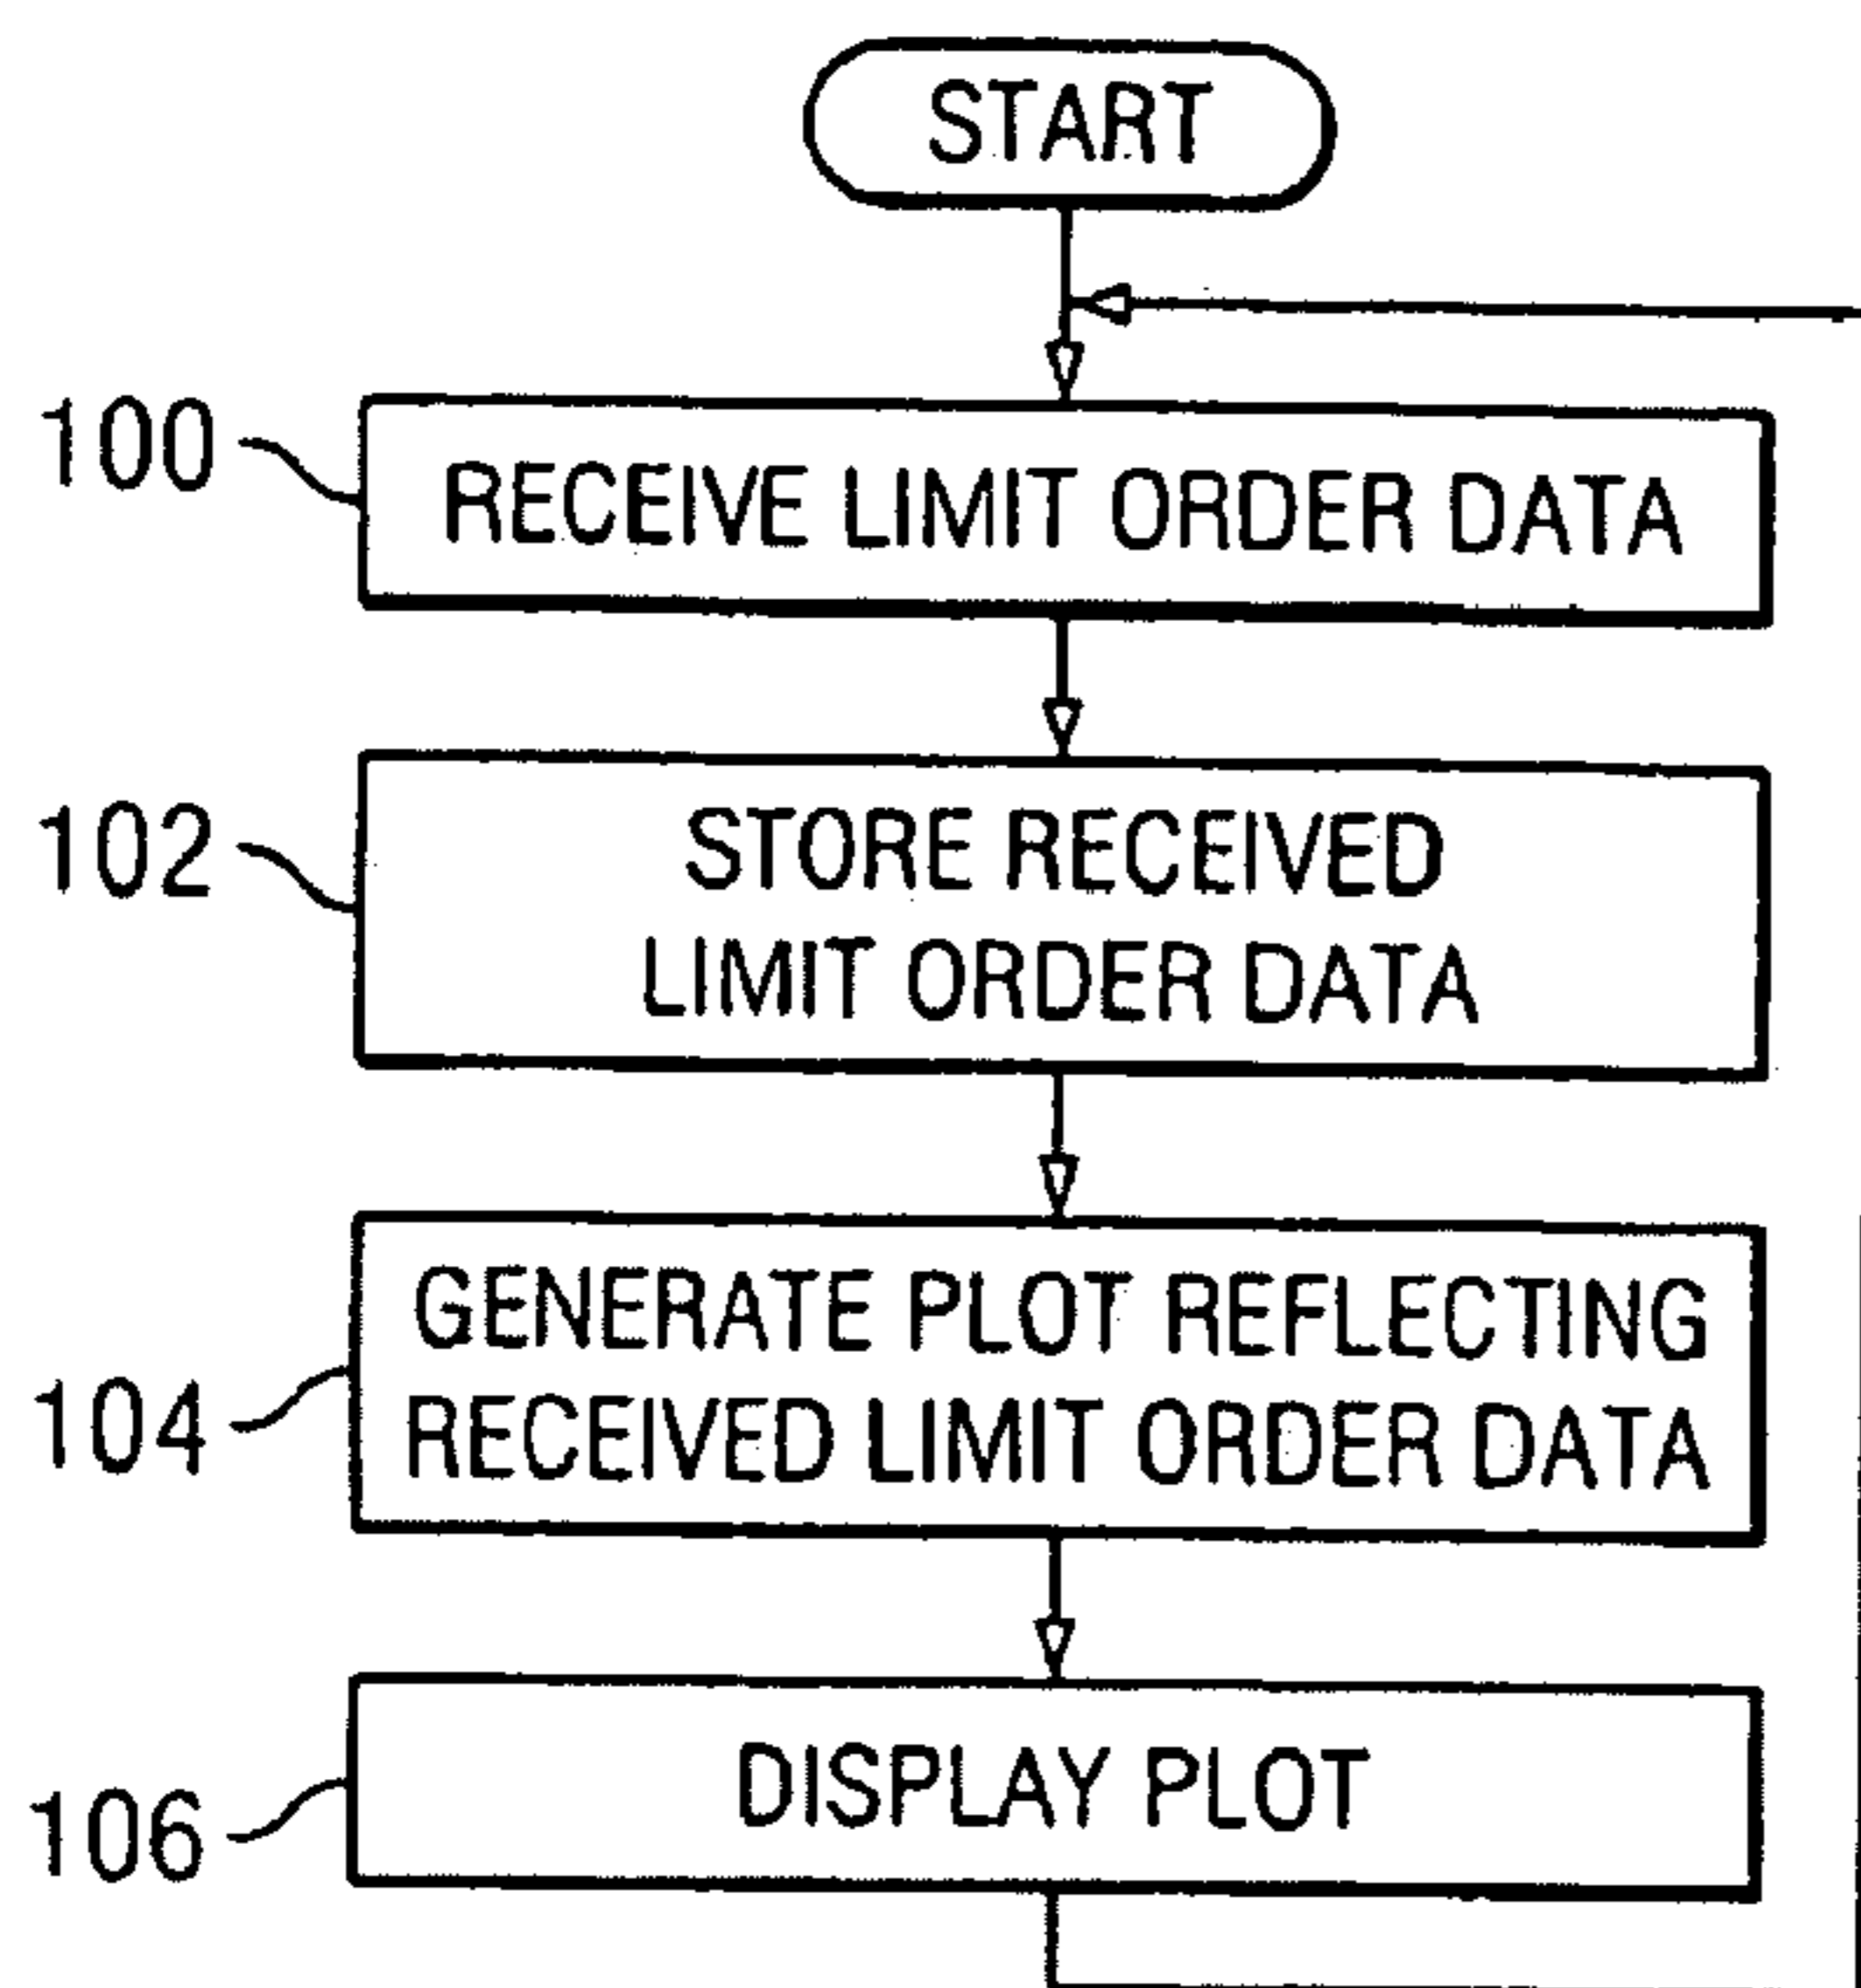 START
100
RECEIVE LIMIT ORDER DATA
102
STORE RECEIVED
LIMIT ORDER DATA
104
GENERATE PLOT REFLECTING
RECEIVED LIMIT ORDER DATA
106
DISPLAY PLOT